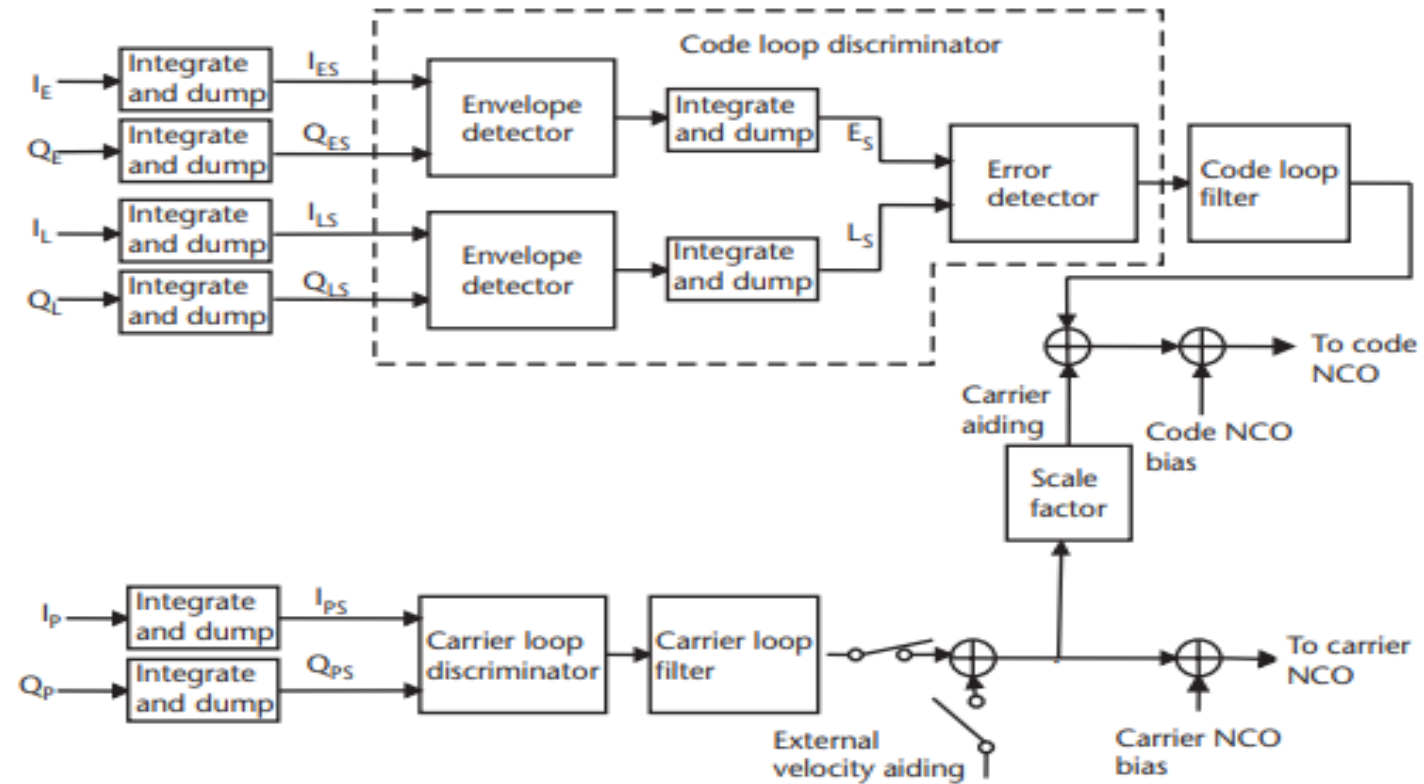 Code loop discriminator
I_E
Integrate
and dump
I_ES
Q_E
Integrate
and dump
Q_ES
Envelope
detector
Integrate
and dump
E_S
I_L
Integrate
and dump
I_LS
Q_L
Integrate
and dump
Q_LS
Envelope
detector
Integrate
and dump
L_S
Error
detector
Code loop
filter
To code
NCO
Carrier
aiding
Code NCO
bias
Scale
factor
I_P
Integrate
and dump
I_PS
Q_P
Integrate
and dump
Q_PS
Carrier loop
discriminator
Carrier loop
filter
To carrier
NCO
External
velocity aiding
Carrier NCO
bias